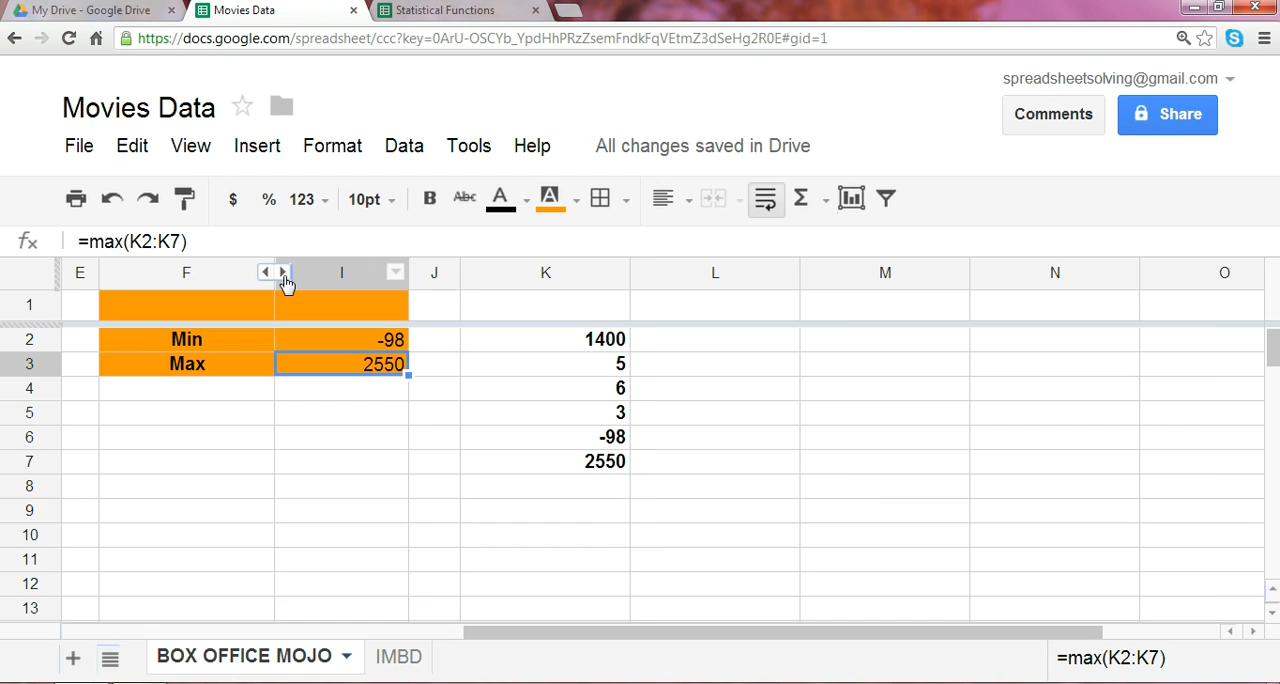 My Drive - Google Drive
Movies Data
Statistical Functions
https://docs.google.com/spreadsheet/ccc?key=0ArU-OSCYb_YpdHhPRzZsemFndkFqVEtmZ3dSeHg2R0E#gid=1
spreadsheetsolving@gmail.com
Movies Data
Comments
Share
File Edit View Insert Format Data Tools Help All changes saved in Drive
$ % 123 10pt B Abc A A Σ
fx =max(K2:K7)
E F I J K L M N O
1
2 Min -98 1400
3 Max 2550 5
4 6
5 3
6 -98
7 2550
8
9
10
11
12
13
BOX OFFICE MOJO IMBD =max(K2:K7)